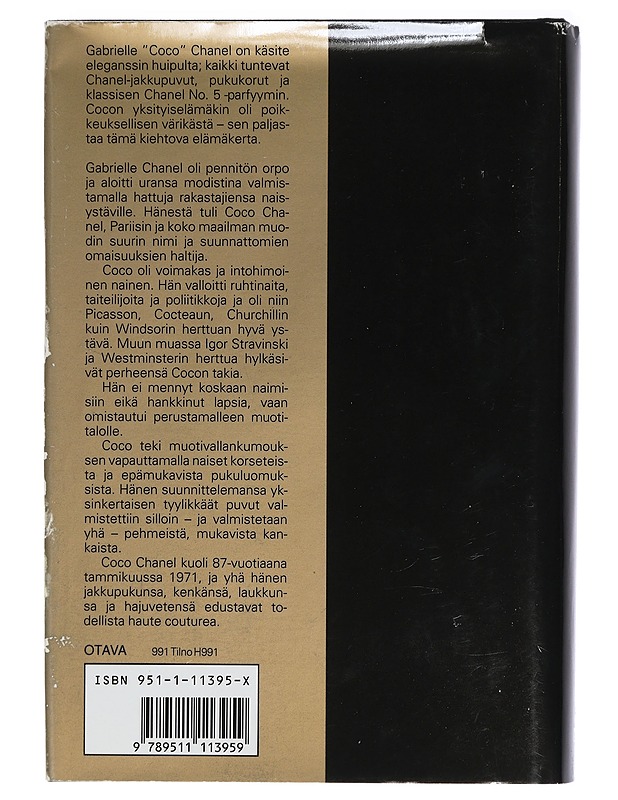 Gabrielle "Coco" Chanel on käsite
eleganssin huipulta; kaikki tuntevat
Chanel-jakkupuvut, pukukorut ja
klassisen Chanel No. 5 -parfyymin.
Cocon yksityiselämäkin oli poik-
keuksellisen värikästä – sen paljas-
taa tämä kiehtova elämäkerta.
Gabrielle Chanel oli pennitön orpo
ja aloitti uransa modistina valmis-
tamalla hattuja rakastajiensa nais-
ystäville. Hänestä tuli Coco Cha-
nel, Pariisin ja koko maailman muo-
din suurin nimi ja suunnattomien
omaisuuksien haltija.
Coco oli voimakas ja intohimoi-
nen nainen. Hän valloitti ruhtinaita,
taiteilijoita ja poliitikkoja ja oli niin
Picasson, Cocteaun, Churchillin
kuin Windsorin herttuan hyvä ys-
tävä. Muun muassa Igor Stravinski
ja Westminsterin herttua hylkäsi-
vät perheensä Cocon takia.
Hän ei mennyt koskaan naimi-
siin eikä hankkinut lapsia, vaan
omistautui perustamalleen muoti-
talolle.
Coco teki muotivallankumouk-
sen vapauttamalla naiset korseteis-
ta ja epämukavista pukuluomuk-
sista. Hänen suunnittelemansa yk-
sinkertaisen tyylikkäät puvut val-
mistettiin silloin – ja valmistetaan
yhä – pehmeistä, mukavista kan-
kaista.
Coco Chanel kuoli 87-vuotiaana
tammikuussa 1971, ja yhä hänen
jakkupukunsa, kenkänsä, laukkun-
sa ja hajuvetensä edustavat to-
dellista haute couturea.
OTAVA 991 Tilno H991
ISBN 951-1-11395-X
9 789511 113959